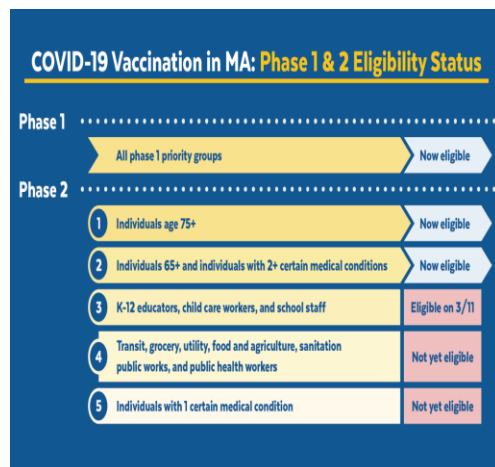 COVID-19 Vaccination in MA: Phase 1 & 2 Eligibility Status
Phase 1
All phase 1 priority groups Now eligible
Phase 2
1 Individuals age 75+ Now eligible
2 Individuals 65+ and individuals with 2+ certain medical conditions Now eligible
3 K-12 educators, child care workers, and school staff Eligible on 3/11
4 Transit, grocery, utility, food and agriculture, sanitation
public works, and public health workers Not yet eligible
5 Individuals with 1 certain medical condition Not yet eligible